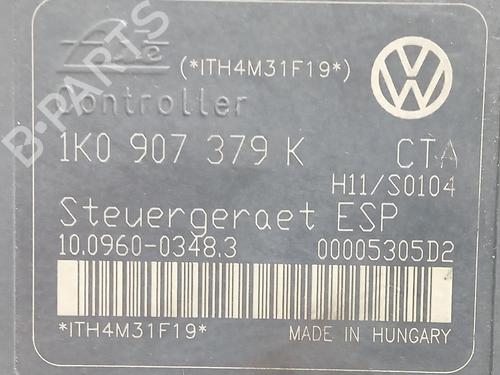 Ate (*ITH4M31F19*)
Controller
1K0 907 379 K CTA
H11/S0104
Steuergeraet ESP
10.0960-0348.3 00005305D2
*ITH4M31F19* MADE IN HUNGARY
B-PARTS